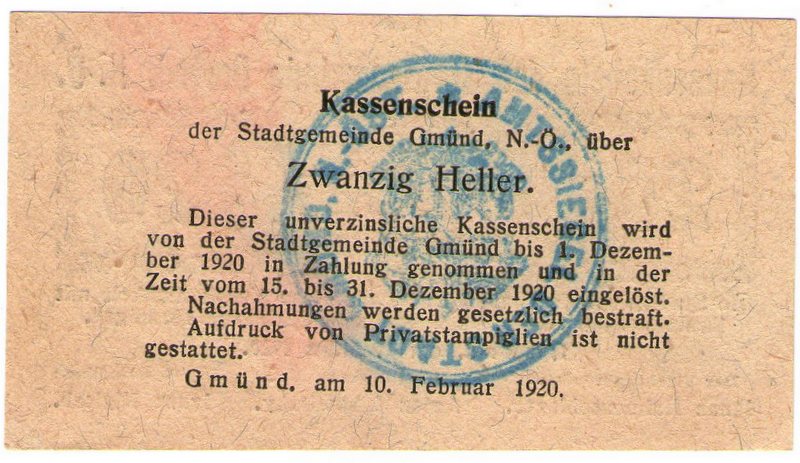 Kassenschein
der Stadtgemeinde Gmünd, N.-Ö., über
Zwanzig Heller.
Dieser unverzinsliche Kassenschein wird
von der Stadtgemeinde Gmünd bis 1. Dezem-
ber 1920 in Zahlung genommen und in der
Zeit vom 15. bis 31. Dezember 1920 eingelöst.
Nachahmungen werden gesetzlich bestraft.
Aufdruck von Privatstampiglien ist nicht
gestattet.
Gmünd, am 10. Februar 1920.
AMTSSIEGEL